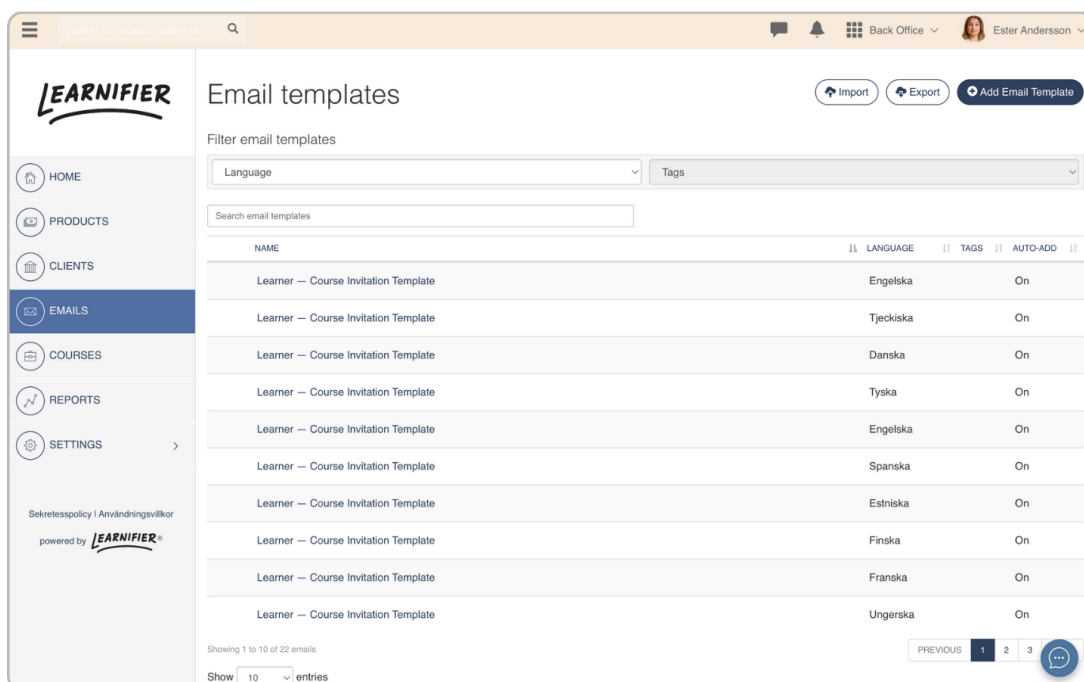 Back Office
Ester Andersson
LEARNIFIER
Email templates
Import
Export
Add Email Template
Filter email templates
Language
Tags
Search email templates
HOME
PRODUCTS
CLIENTS
EMAILS
COURSES
REPORTS
SETTINGS
Sekretesspolicy | Användningsvillkor
powered by LEARNIFIER®
NAME LANGUAGE TAGS AUTO-ADD
Learner — Course Invitation Template Engelska On
Learner — Course Invitation Template Tjeckiska On
Learner — Course Invitation Template Danska On
Learner — Course Invitation Template Tyska On
Learner — Course Invitation Template Engelska On
Learner — Course Invitation Template Spanska On
Learner — Course Invitation Template Estniska On
Learner — Course Invitation Template Finska On
Learner — Course Invitation Template Franska On
Learner — Course Invitation Template Ungerska On
Showing 1 to 10 of 22 emails
PREVIOUS 1 2 3
Show 10 entries